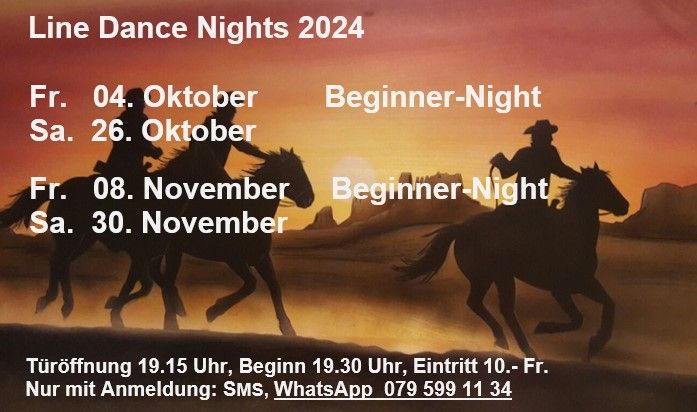 Line Dance Nights 2024
Fr. 04. Oktober Beginner-Night
Sa. 26. Oktober
Fr. 08. November Beginner-Night
Sa. 30. November
Türöffnung 19.15 Uhr, Beginn 19.30 Uhr, Eintritt 10.- Fr.
Nur mit Anmeldung: SMS, WhatsApp 079 599 11 34